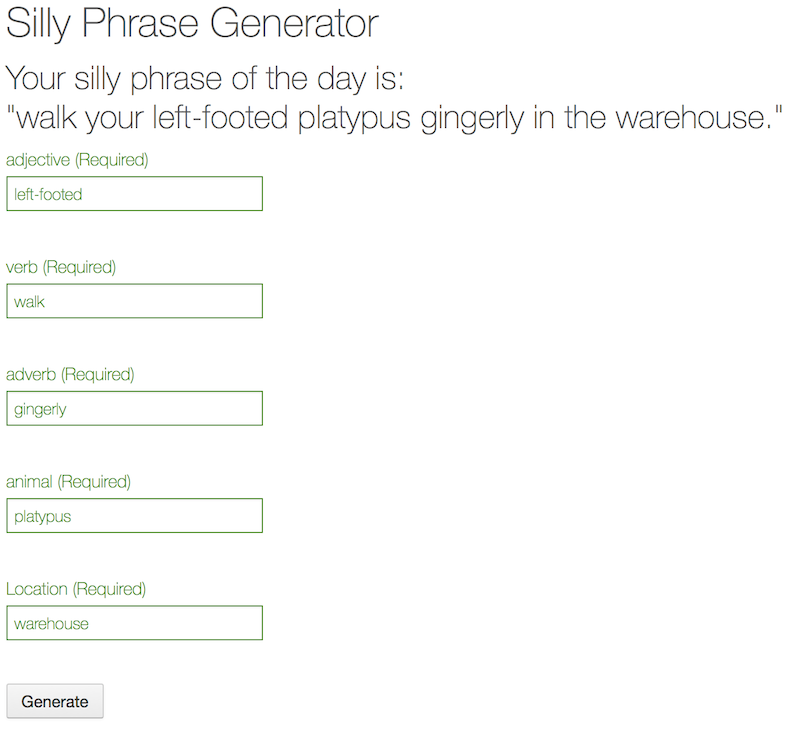 Silly Phrase Generator
Your silly phrase of the day is:
"walk your left-footed platypus gingerly in the warehouse."
adjective (Required)
left-footed
verb (Required)
walk
adverb (Required)
gingerly
animal (Required)
platypus
Location (Required)
warehouse
Generate